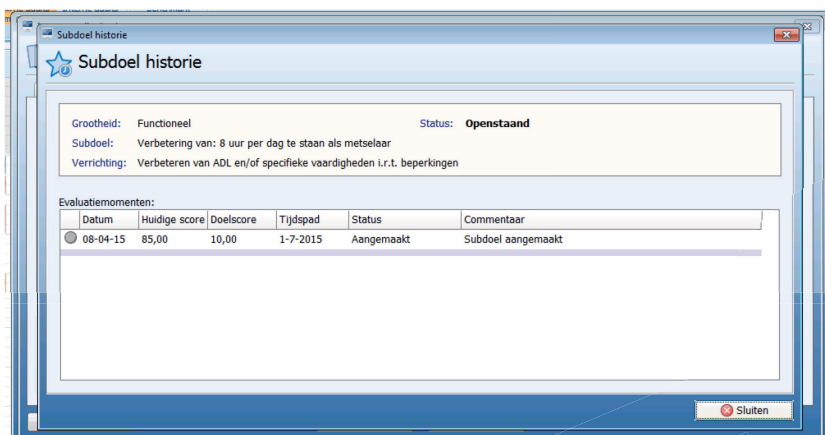 Subdoel historie
Subdoel historie
Grootheid: Functioneel Status: Openstaand
Subdoel: Verbetering van: 8 uur per dag te staan als metselaar
Verrichting: Verbeteren van ADL en/of specifieke vaardigheden i.r.t. beperkingen
Evaluatiemomenten:
Datum Huidige score Doelscore Tijdspad Status Commentaar
08-04-15 85,00 10,00 1-7-2015 Aangemaakt Subdoel aangemaakt
Sluiten